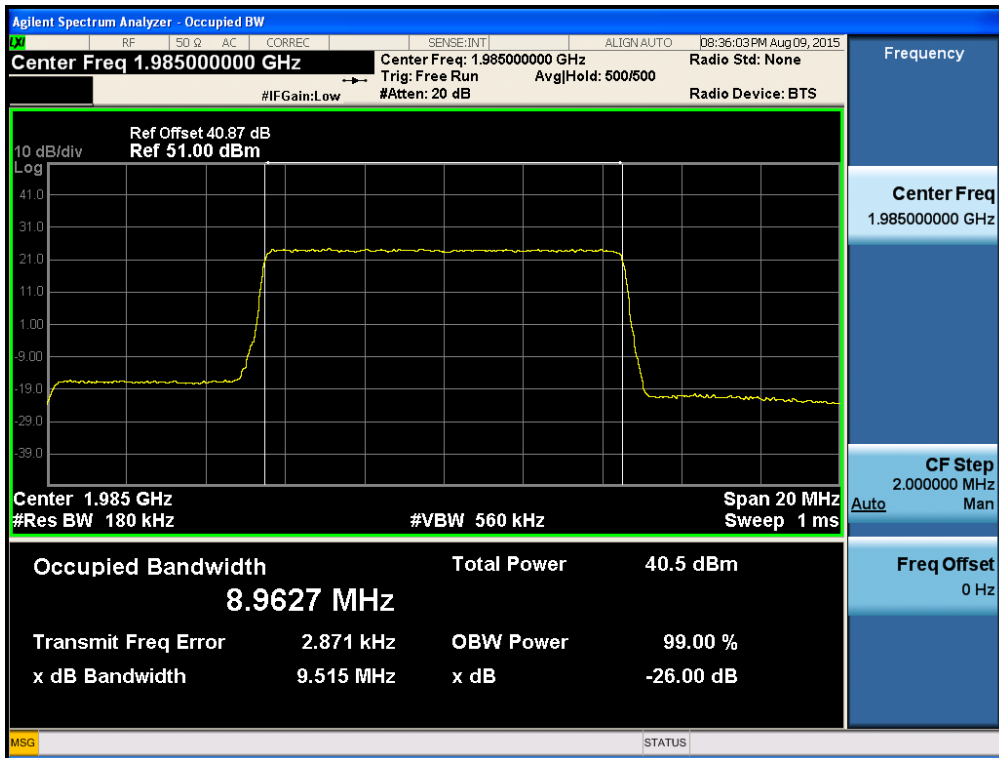 Agilent Spectrum Analyzer - Occupied BW
LXI RF 50 Ω AC CORREC SENSE:INT ALIGN AUTO 08:36:03 PM Aug 09, 2015
Center Freq 1.985000000 GHz
Center Freq: 1.985000000 GHz Radio Std: None
Trig: Free Run Avg|Hold: 500/500
#IFGain:Low #Atten: 20 dB Radio Device: BTS
Frequency
Ref Offset 40.87 dB
10 dB/div Ref 51.00 dBm
Log
41.0
31.0
21.0
11.0
1.00
-9.00
-19.0
-29.0
-39.0
Center 1.985 GHz Span 20 MHz
#Res BW 180 kHz #VBW 560 kHz Sweep 1 ms
Center Freq
1.985000000 GHz
CF Step
2.000000 MHz
Auto Man
Freq Offset
0 Hz
Occupied Bandwidth Total Power 40.5 dBm
8.9627 MHz
Transmit Freq Error 2.871 kHz OBW Power 99.00 %
x dB Bandwidth 9.515 MHz x dB -26.00 dB
MSG STATUS